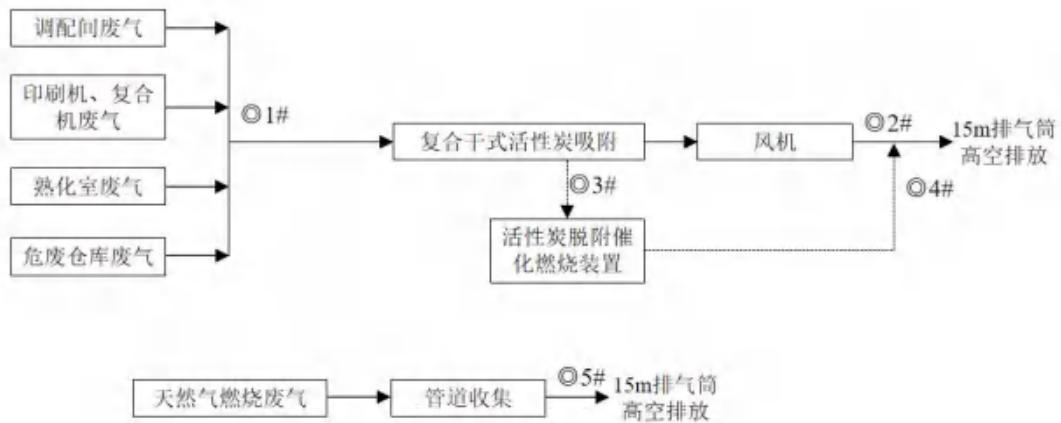 调配间废气
印刷机、复合
机废气
◎1#
熟化室废气
危废仓库废气
复合干式活性炭吸附
风机
◎2#
15m排气筒
高空排放
◎3#
◎4#
活性炭脱附催
化燃烧装置
天然气燃烧废气
管道收集
◎5#
15m排气筒
高空排放